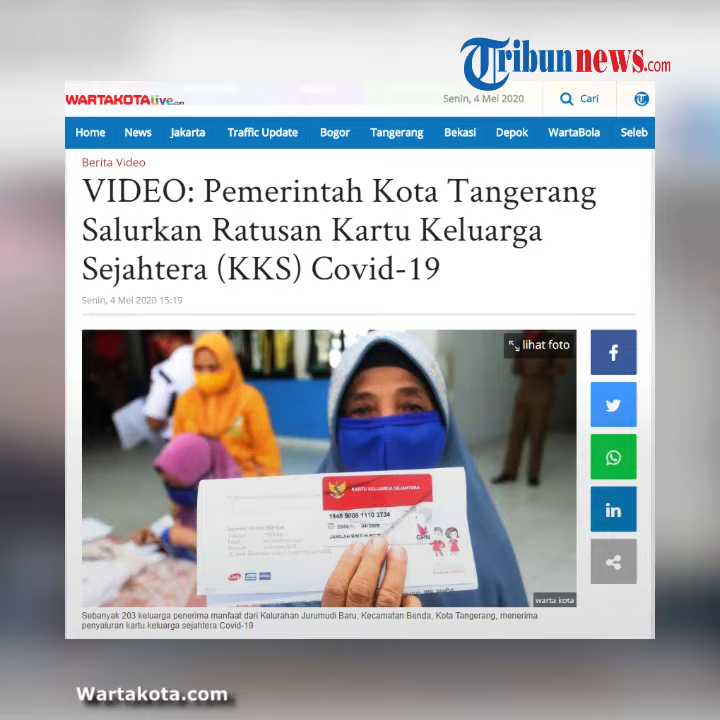 Tribunnews.com
WARTAKOTAlive.com
Senin, 4 Mei 2020
Cari
Home News Jakarta Traffic Update Bogor Tangerang Bekasi Depok WartaBola Seleb
Berita Video
VIDEO: Pemerintah Kota Tangerang
Salurkan Ratusan Kartu Keluarga
Sejahtera (KKS) Covid-19
Senin, 4 Mei 2020 15:19
lihat foto
KARTU KELUARGA SEJAHTERA
GPN
warta kota
Sebanyak 203 keluarga penerima manfaat dari Kelurahan Jurumudi Baru, Kecamatan Benda, Kota Tangerang, menerima
penyaluran kartu keluarga sejahtera Covid-19
Wartakota.com